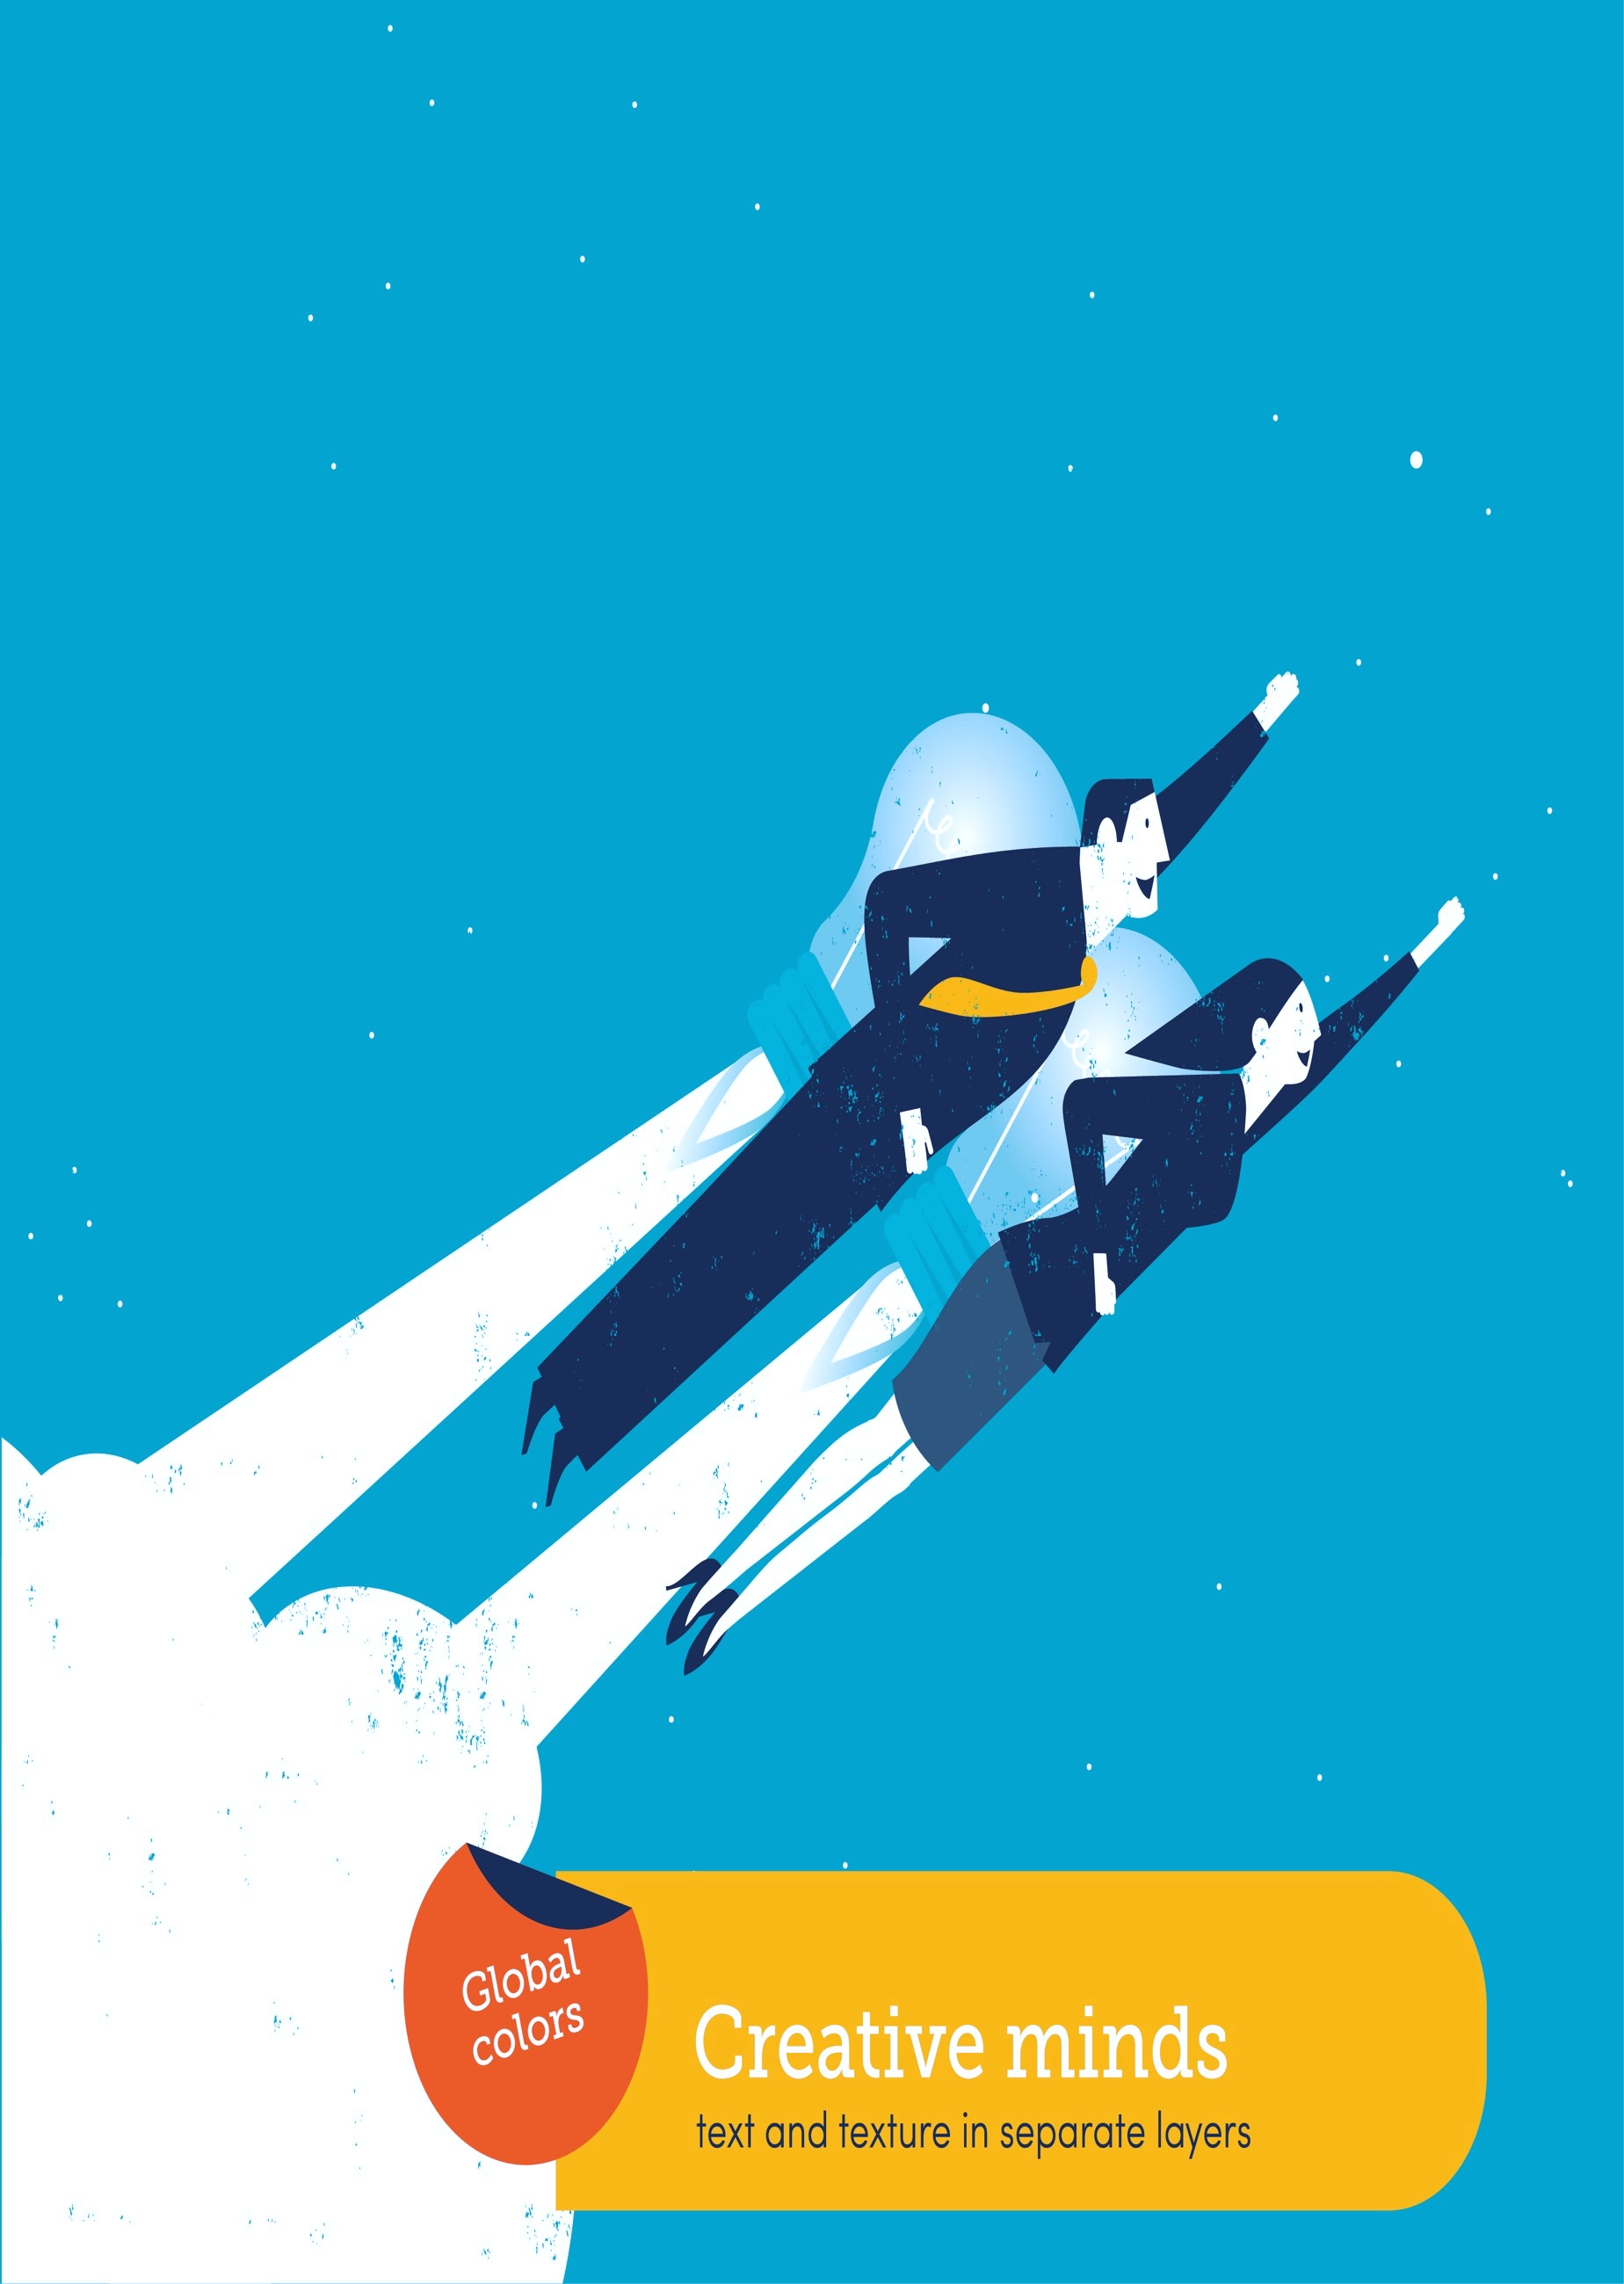 Global
colors
Creative minds
text and texture in separate layers